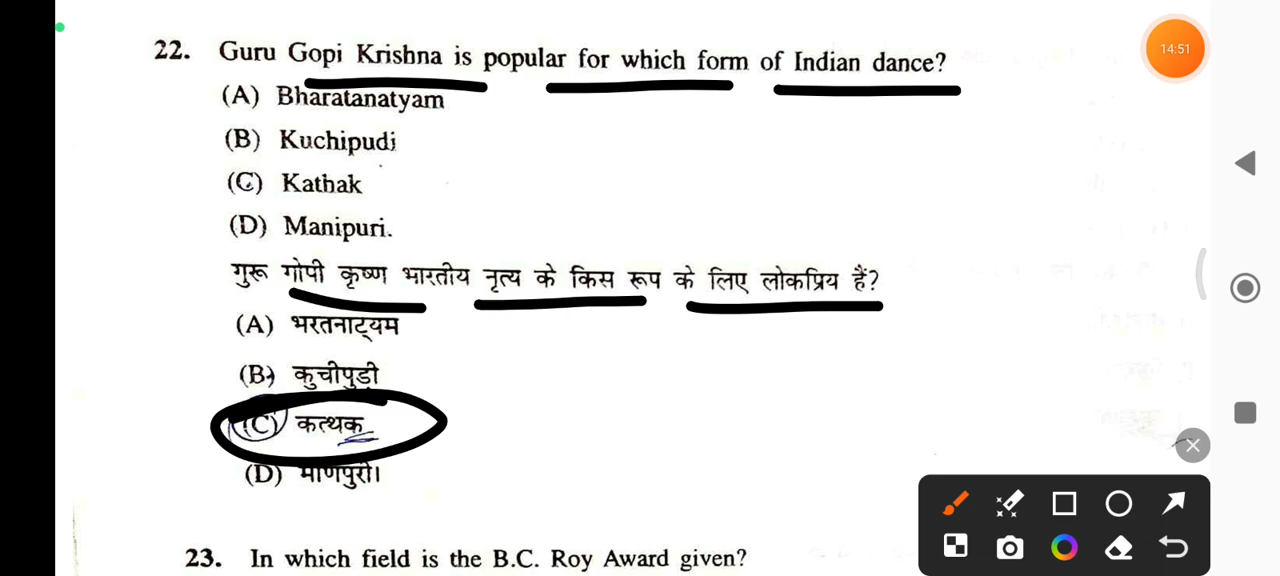 22. Guru Gopi Krishna is popular for which form of Indian dance?
(A) Bharatanatyam
(B) Kuchipudi
(C) Kathak
(D) Manipuri.
गुरू गोपी कृष्ण भारतीय नृत्य के किस रूप के लिए लोकप्रिय हैं?
(A) भरतनाट्यम
(B) कुचीपुड़ी
(C) कत्थक
(D) मणिपुरी।
23. In which field is the B.C. Roy Award given?
14:51